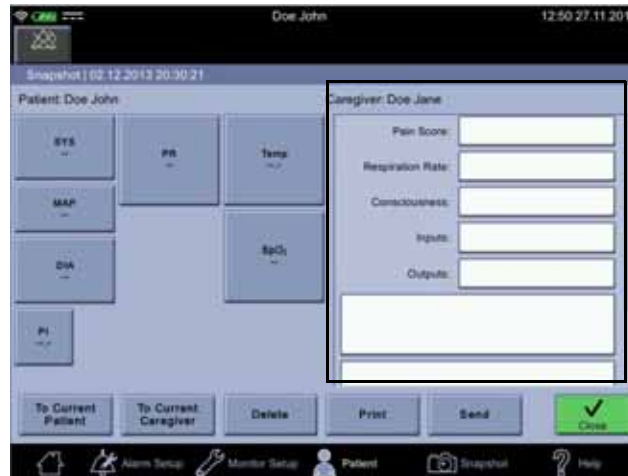 Doe John
12:50 27.11.201
Snapshot | 02.12.2013 20:30:21
Patient: Doe John
Caregiver: Doe Jane
SYS
--
PR
--
Temp
--.-
MAP
--
DIA
--
SpO₂
--
PI
--.-
Pain Score:
Respiration Rate:
Consciousness:
Inputs:
Outputs:
To Current
Patient
To Current
Caregiver
Delete
Print
Send
Close
Alarm Setup
Monitor Setup
Patient
Snapshot
Help